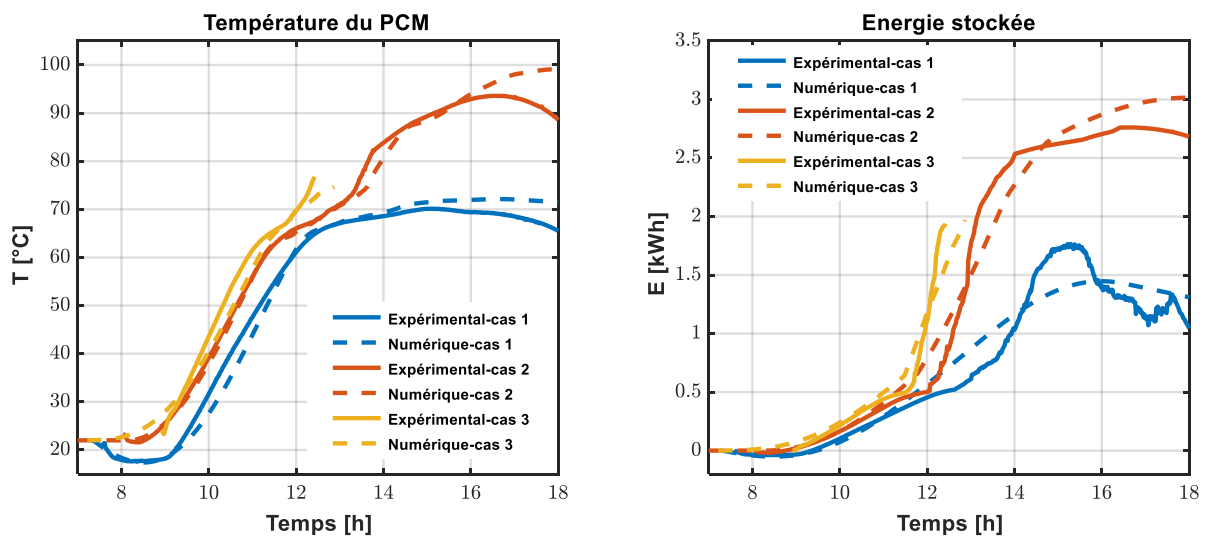 Température du PCM
100
90
80
70
60
50
40
30
20
T [°C]
8
10
12
14
16
18
Temps [h]
Expérimental-cas 1
Numérique-cas 1
Expérimental-cas 2
Numérique-cas 2
Expérimental-cas 3
Numérique-cas 3
Energie stockée
3.5
3
2.5
2
1.5
1
0.5
0
E [kWh]
8
10
12
14
16
18
Temps [h]
Expérimental-cas 1
Numérique-cas 1
Expérimental-cas 2
Numérique-cas 2
Expérimental-cas 3
Numérique-cas 3